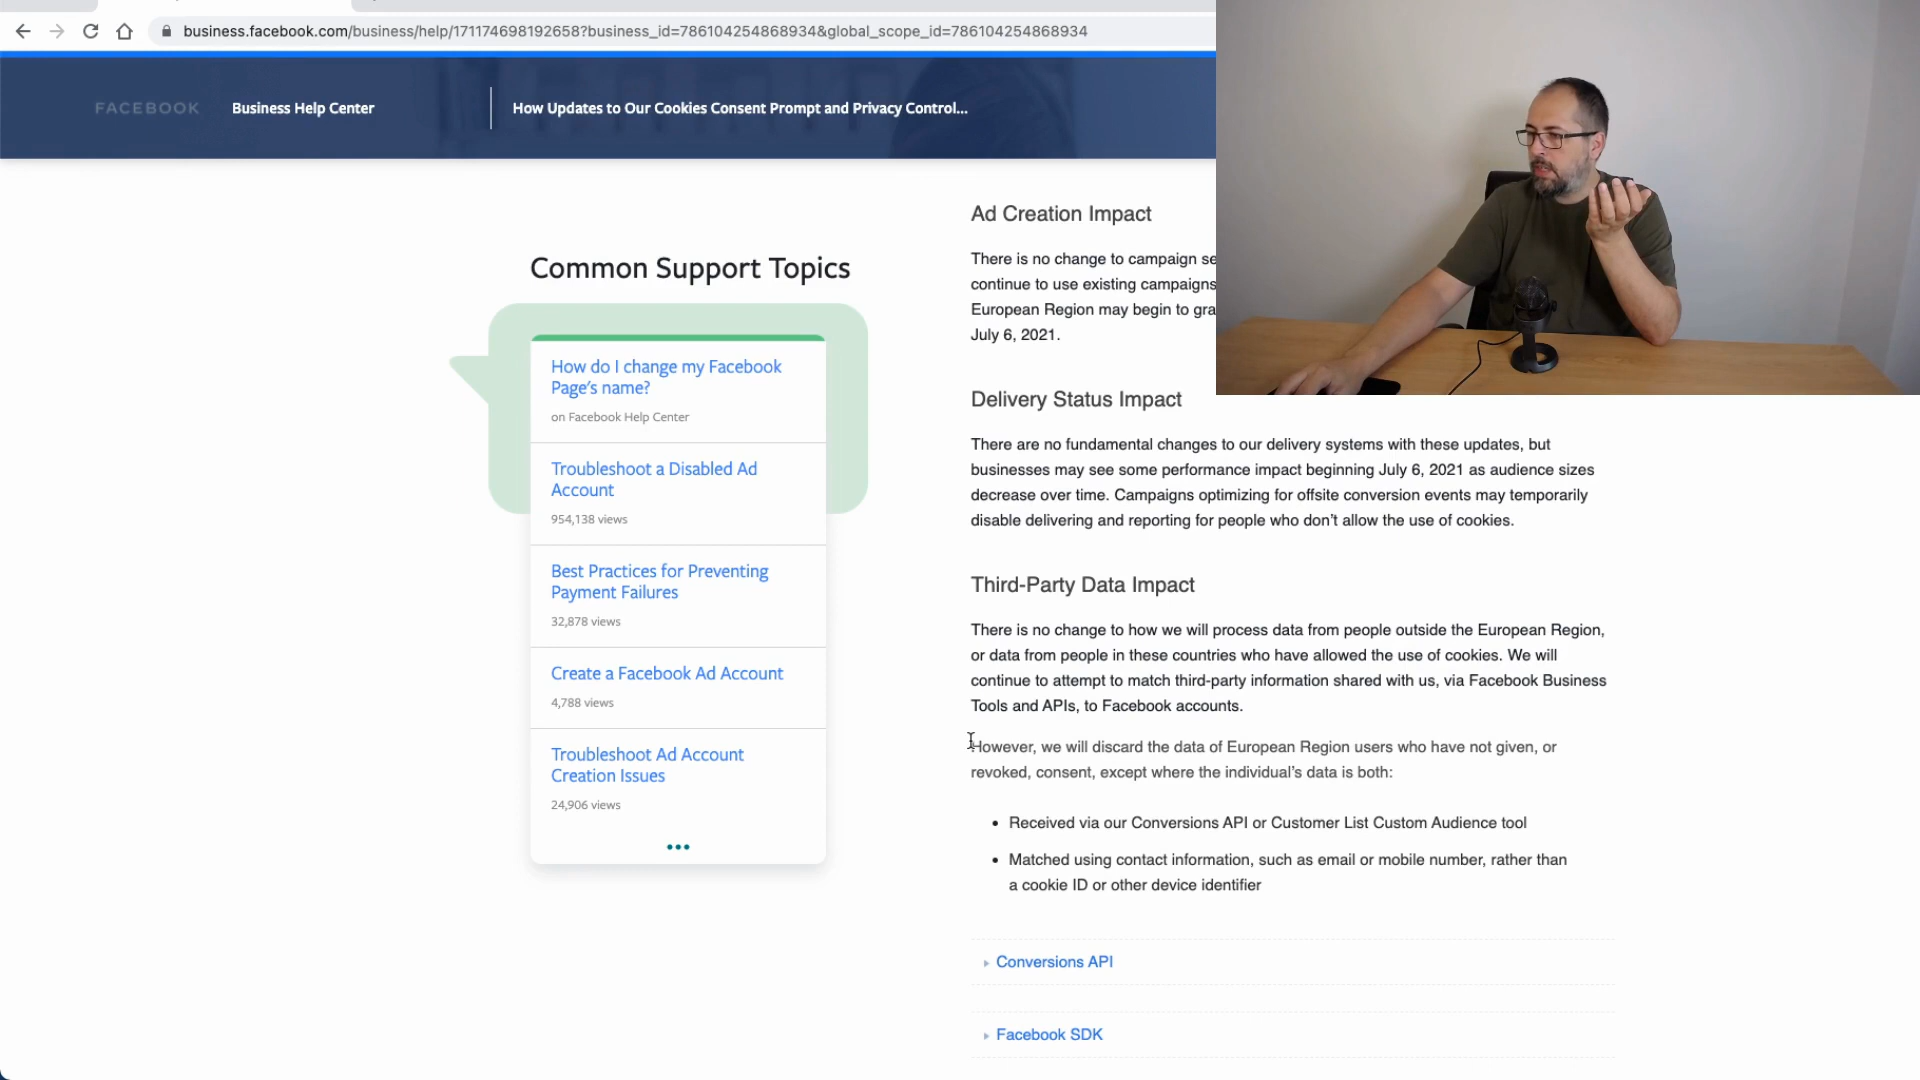 business.facebook.com/business/help/171174698192658?business_id=786104254868934&global_scope_id=786104254868934
FACEBOOK
Business Help Center
How Updates to Our Cookies Consent Prompt and Privacy Control...
Common Support Topics
How do I change my Facebook
Page's name?
on Facebook Help Center
Troubleshoot a Disabled Ad
Account
954,138 views
Best Practices for Preventing
Payment Failures
32,878 views
Create a Facebook Ad Account
4,788 views
Troubleshoot Ad Account
Creation Issues
24,906 views
Ad Creation Impact
There is no change to campaign se
continue to use existing campaigns
European Region may begin to gra
July 6, 2021.
Delivery Status Impact
There are no fundamental changes to our delivery systems with these updates, but
businesses may see some performance impact beginning July 6, 2021 as audience sizes
decrease over time. Campaigns optimizing for offsite conversion events may temporarily
disable delivering and reporting for people who don't allow the use of cookies.
Third-Party Data Impact
There is no change to how we will process data from people outside the European Region,
or data from people in these countries who have allowed the use of cookies. We will
continue to attempt to match third-party information shared with us, via Facebook Business
Tools and APIs, to Facebook accounts.
However, we will discard the data of European Region users who have not given, or
revoked, consent, except where the individual's data is both:
• Received via our Conversions API or Customer List Custom Audience tool
• Matched using contact information, such as email or mobile number, rather than
a cookie ID or other device identifier
Conversions API
Facebook SDK